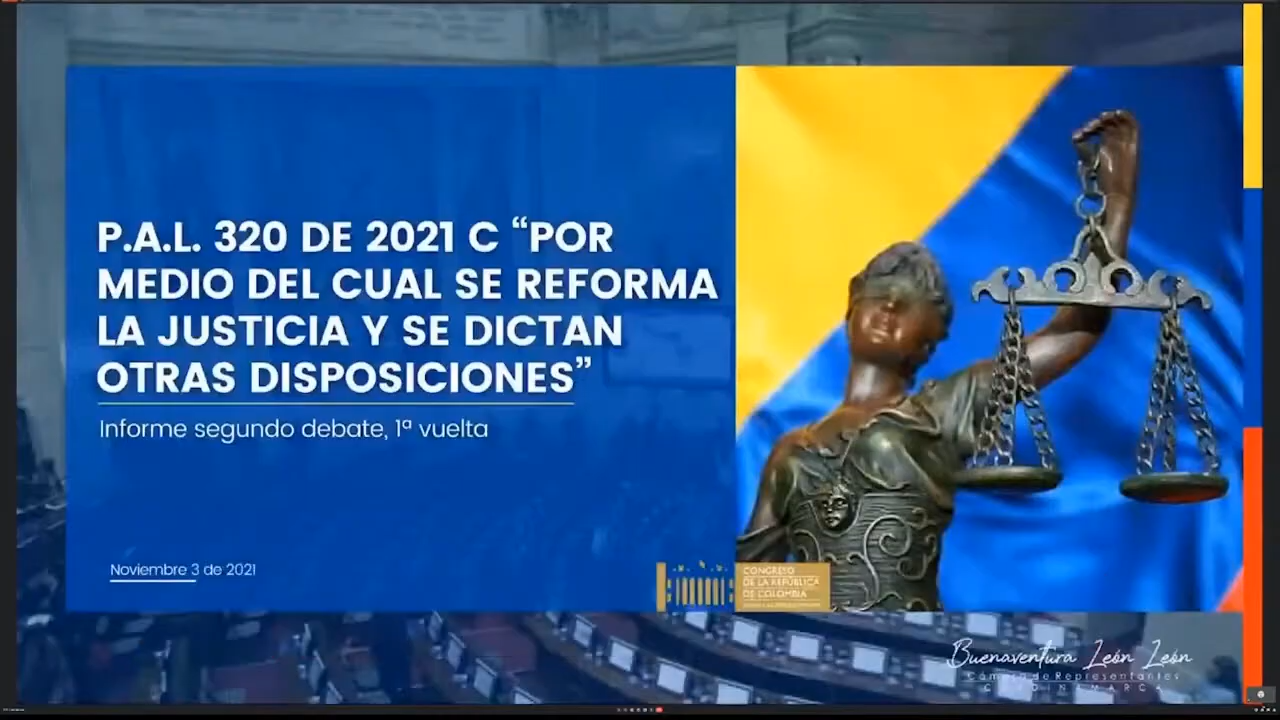 P.A.L. 320 DE 2021 C “POR
MEDIO DEL CUAL SE REFORMA
LA JUSTICIA Y SE DICTAN
OTRAS DISPOSICIONES”
Informe segundo debate, 1ª vuelta
Noviembre 3 de 2021
CONGRESO
DE LA REPÚBLICA
DE COLOMBIA
Buenaventura León León
Cámara de Representantes
CUNDINAMARCA